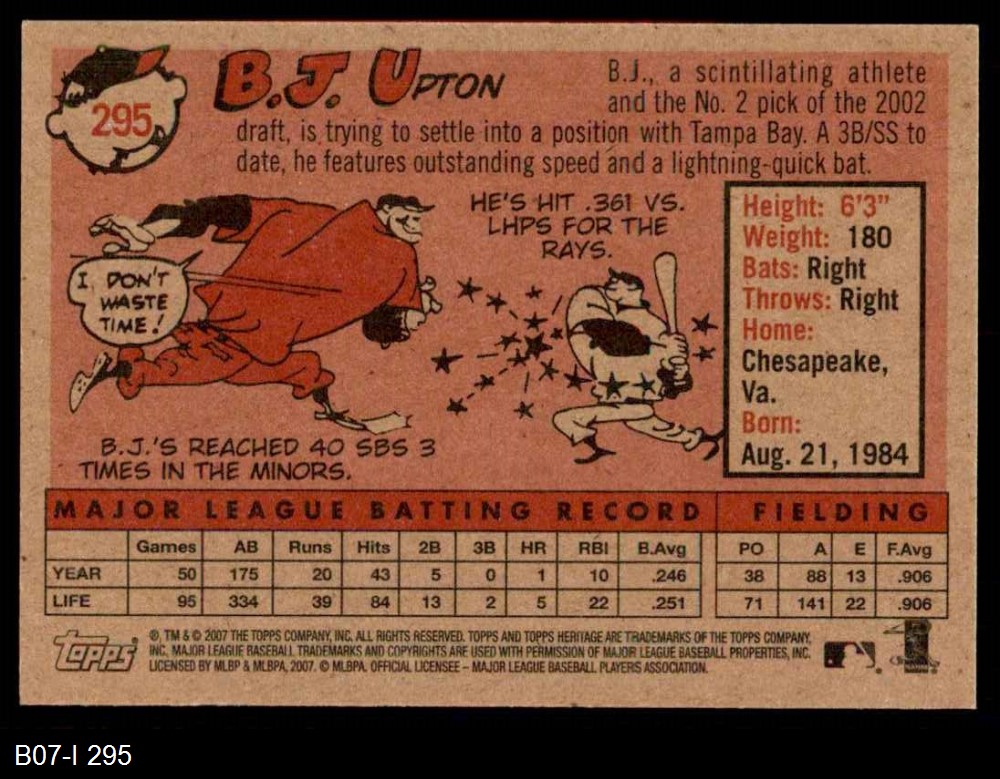 295
B.J. UPTON
B.J., a scintillating athlete
and the No. 2 pick of the 2002
draft, is trying to settle into a position with Tampa Bay. A 3B/SS to
date, he features outstanding speed and a lightning-quick bat.
I DON'T
WASTE
TIME!
B.J.'S REACHED 40 SBS 3
TIMES IN THE MINORS.
HE'S HIT .361 VS.
LHPS FOR THE
RAYS.
Height: 6'3"
Weight: 180
Bats: Right
Throws: Right
Home:
Chesapeake,
Va.
Born:
Aug. 21, 1984
MAJOR LEAGUE BATTING RECORD FIELDING
Games AB Runs Hits 2B 3B HR RBI B.Avg PO A E F.Avg
YEAR 50 175 20 43 5 0 1 10 .246 38 88 13 .906
LIFE 95 334 39 84 13 2 5 22 .251 71 141 22 .906
Topps
®, TM & © 2007 THE TOPPS COMPANY, INC. ALL RIGHTS RESERVED. TOPPS AND TOPPS HERITAGE ARE TRADEMARKS OF THE TOPPS COMPANY,
INC. MAJOR LEAGUE BASEBALL TRADEMARKS AND COPYRIGHTS ARE USED WITH PERMISSION OF MAJOR LEAGUE BASEBALL PROPERTIES, INC.
LICENSED BY MLBP & MLBPA, 2007. © MLBPA. OFFICIAL LICENSEE – MAJOR LEAGUE BASEBALL PLAYERS ASSOCIATION.
B07-I 295